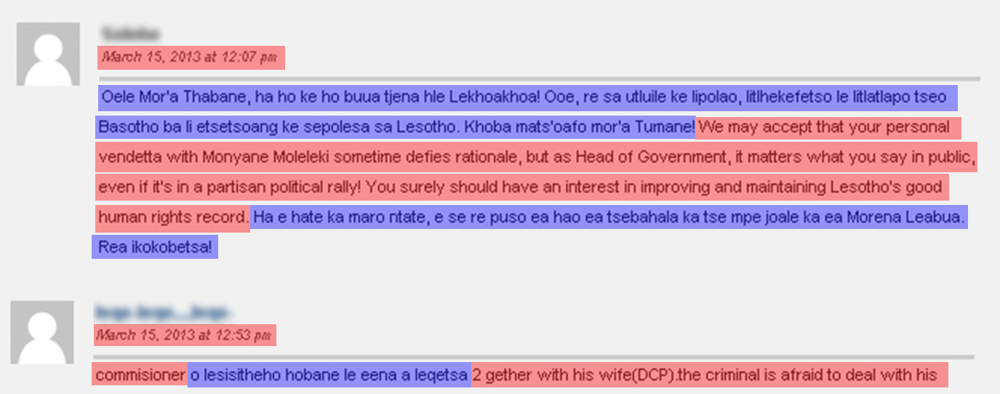 March 15, 2013 at 12:07 pm
Oele Mor'a Thabane, ha ho ke ho buua tjena hle Lekhoakhoa! Ooe, re sa utluile ke lipolao, litlhekefetso le litlatlapo tseo
Basotho ba li etsetsoang ke sepolesa sa Lesotho. Khoba mats'oafo mor'a Tumane! We may accept that your personal
vendetta with Monyane Moleleki sometime defies rationale, but as Head of Government, it matters what you say in public,
even if it's in a partisan political rally! You surely should have an interest in improving and maintaining Lesotho's good
human rights record. Ha e hate ka maro ntate, e se re puso ea hao ea tsebahala ka tse mpe joale ka ea Morena Leabua.
Rea ikokobetsa!
March 15, 2013 at 12:53 pm
commisioner o lesisitheho hobane le eena a leqetsa 2 gether with his wife(DCP).the criminal is afraid to deal with his